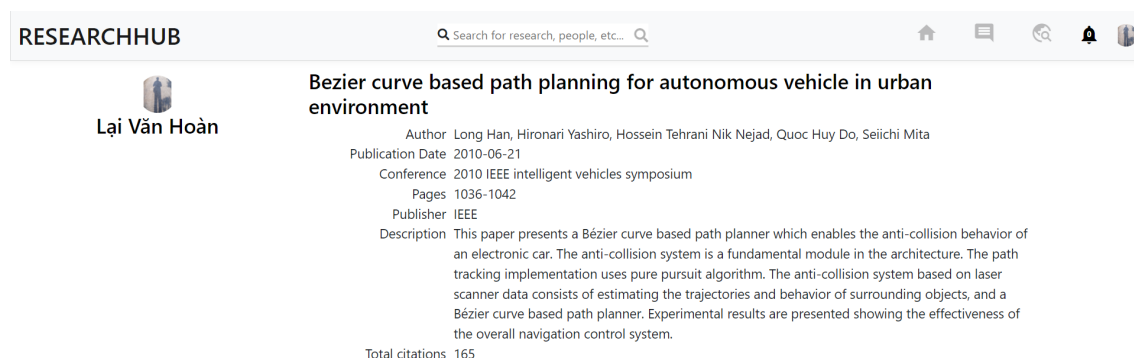 RESEARCHHUB
Search for research, people, etc...
0
Lại Văn Hoàn
Bezier curve based path planning for autonomous vehicle in urban
environment
Author Long Han, Hironari Yashiro, Hossein Tehrani Nik Nejad, Quoc Huy Do, Seiichi Mita
Publication Date 2010-06-21
Conference 2010 IEEE intelligent vehicles symposium
Pages 1036-1042
Publisher IEEE
Description This paper presents a Bézier curve based path planner which enables the anti-collision behavior of
an electronic car. The anti-collision system is a fundamental module in the architecture. The path
tracking implementation uses pure pursuit algorithm. The anti-collision system based on laser
scanner data consists of estimating the trajectories and behavior of surrounding objects, and a
Bézier curve based path planner. Experimental results are presented showing the effectiveness of
the overall navigation control system.
Total citations 165